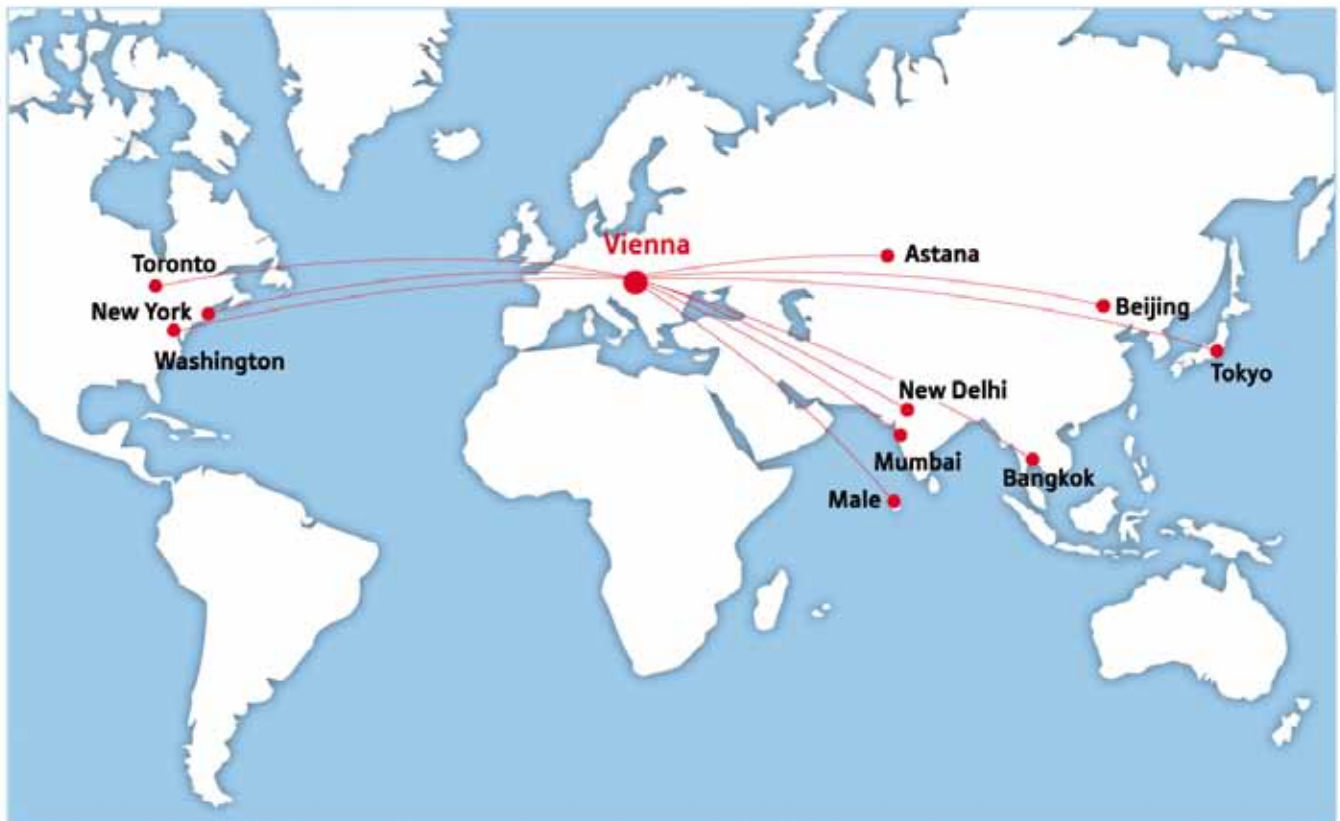 Vienna
Astana
Toronto
Beijing
New York
Washington
Tokyo
New Delhi
Mumbai
Bangkok
Male